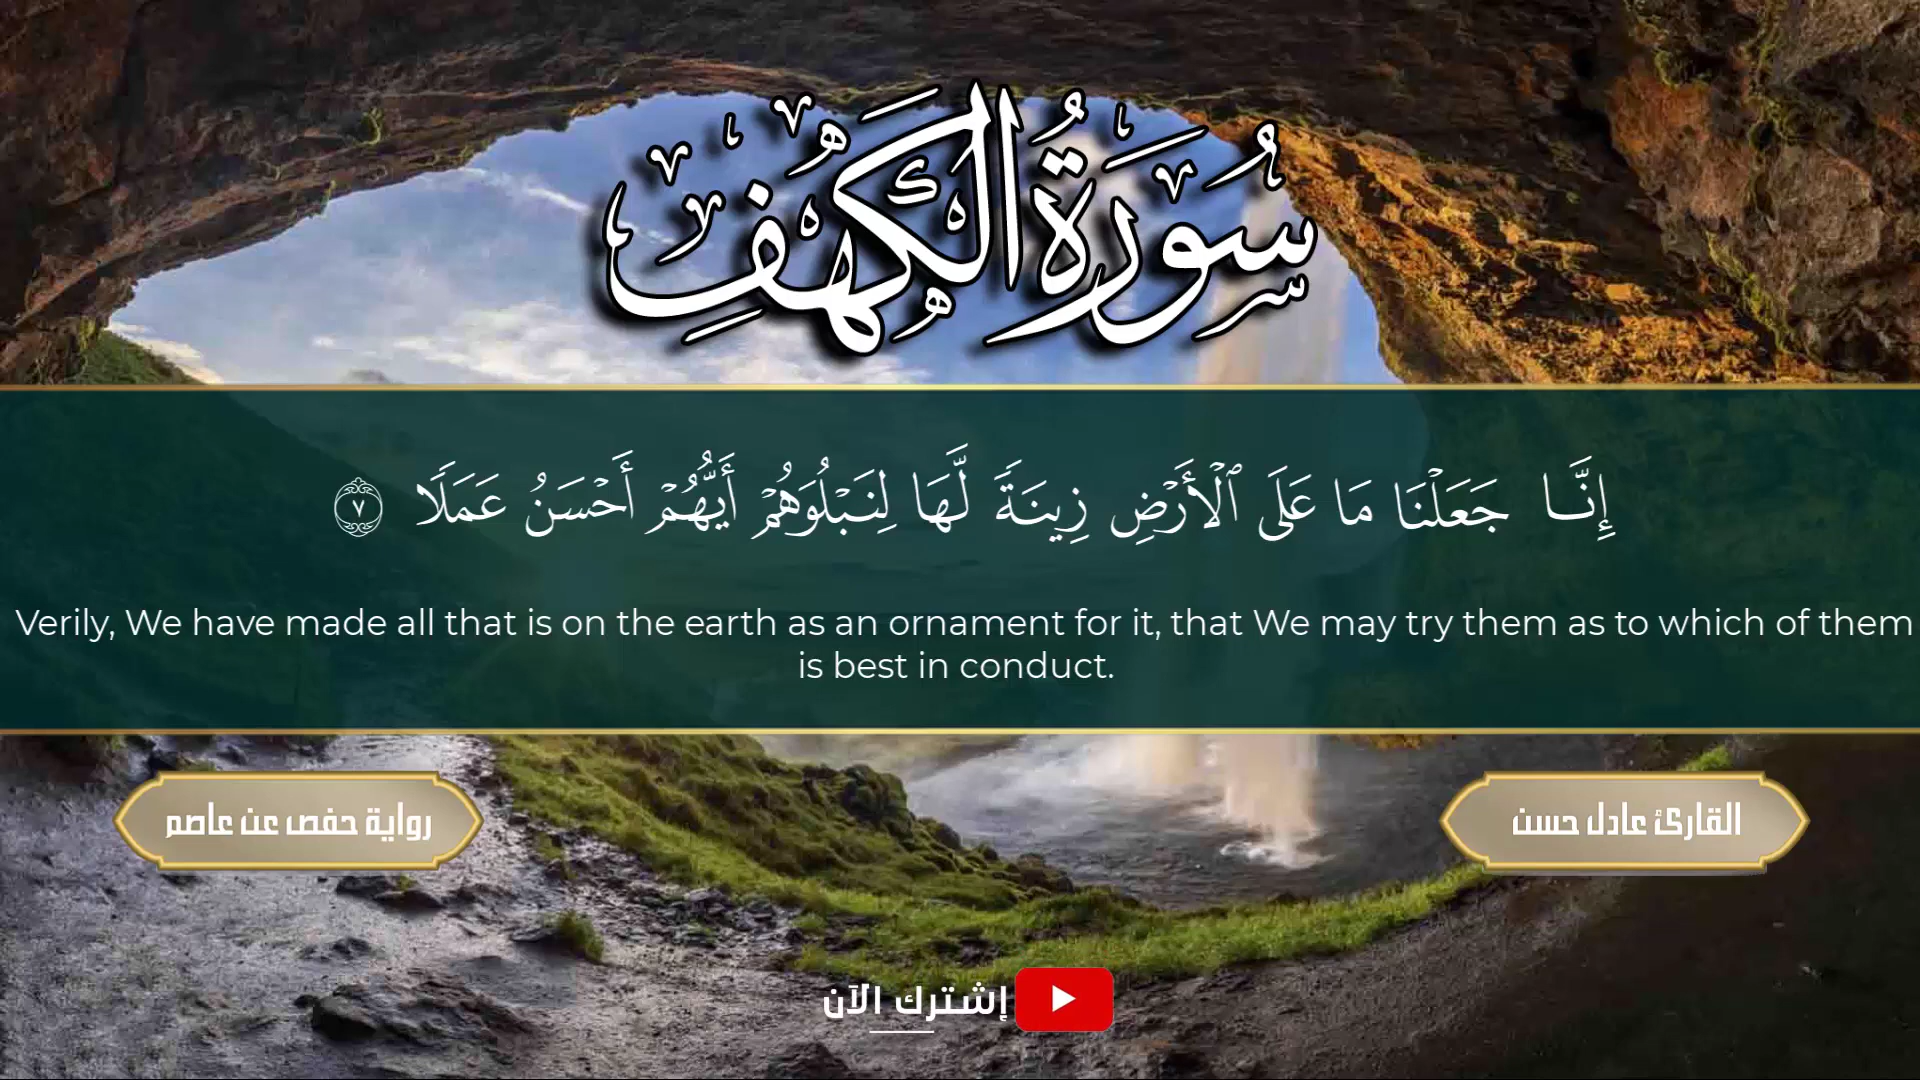 سُورَةُ الكَهْفِ
إِنَّا جَعَلْنَا مَا عَلَى ٱلْأَرْضِ زِينَةً لَّهَا لِنَبْلُوَهُمْ أَيُّهُمْ أَحْسَنُ عَمَلًا ٧
Verily, We have made all that is on the earth as an ornament for it, that We may try them as to which of them
is best in conduct.
القارئ عادل حسن
رواية حفص عن عاصم
إشترك الآن